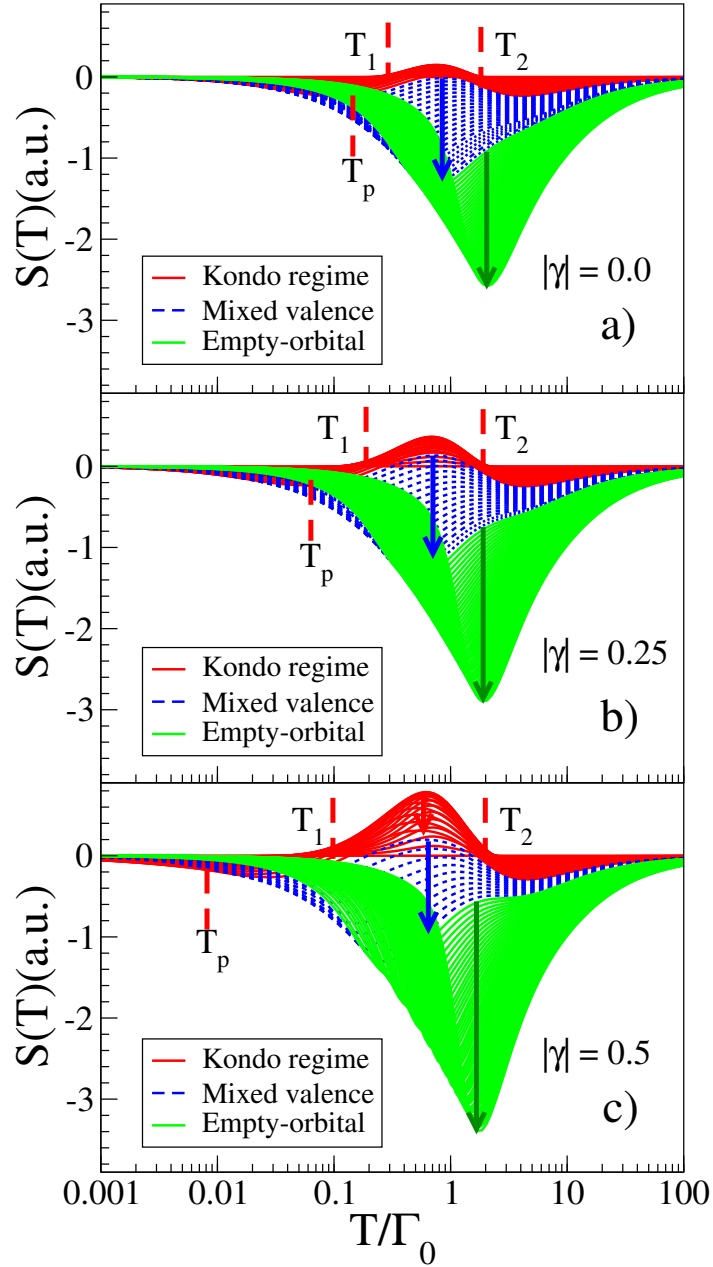 T₁ T₂
0
-1
-2
-3
S(T)(a.u.)
Tₚ
Kondo regime
Mixed valence
Empty-orbital
|γ| = 0.0
a)
T₁ T₂
0
-1
-2
-3
S(T)(a.u.)
Tₚ
Kondo regime
Mixed valence
Empty-orbital
|γ| = 0.25
b)
T₁ T₂
0
-1
-2
-3
S(T)(a.u.)
Tₚ
Kondo regime
Mixed valence
Empty-orbital
|γ| = 0.5
c)
0.001 0.01 0.1 1 10 100
T/Γ₀